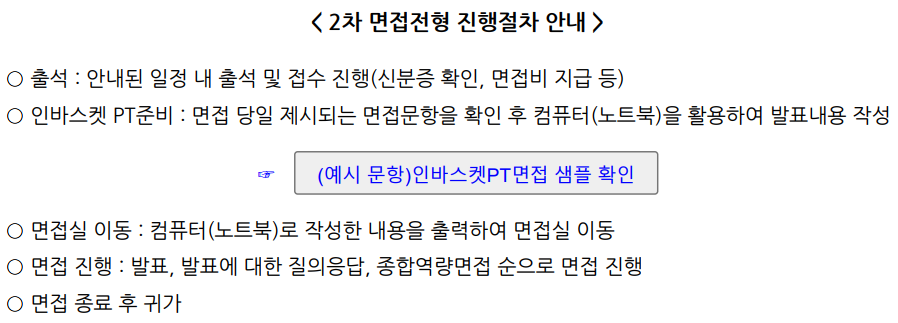 < 2차 면접전형 진행절차 안내 >
○ 출석 : 안내된 일정 내 출석 및 접수 진행(신분증 확인, 면접비 지급 등)
○ 인바스켓 PT준비 : 면접 당일 제시되는 면접문항을 확인 후 컴퓨터(노트북)을 활용하여 발표내용 작성
☞ (예시 문항)인바스켓PT면접 샘플 확인
○ 면접실 이동 : 컴퓨터(노트북)로 작성한 내용을 출력하여 면접실 이동
○ 면접 진행 : 발표, 발표에 대한 질의응답, 종합역량면접 순으로 면접 진행
○ 면접 종료 후 귀가